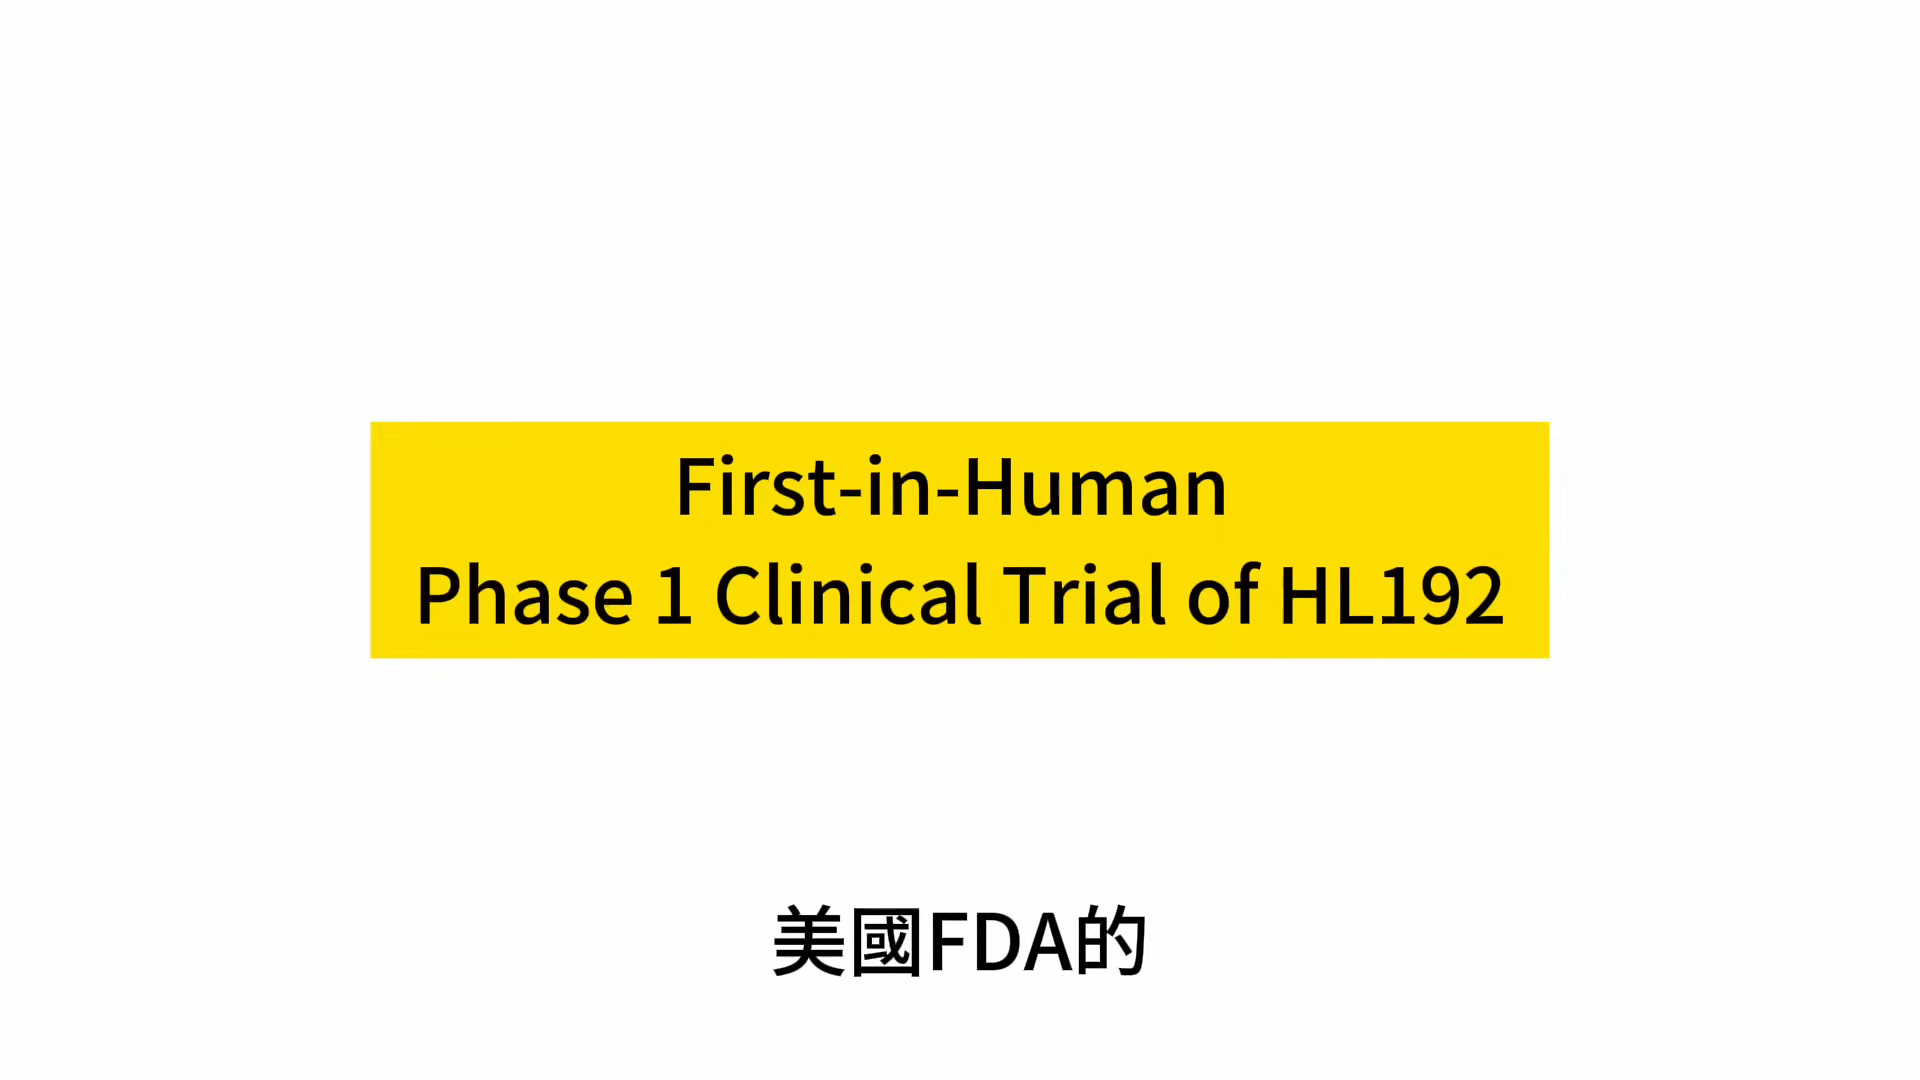 First-in-Human
Phase 1 Clinical Trial of HL192
美國FDA的